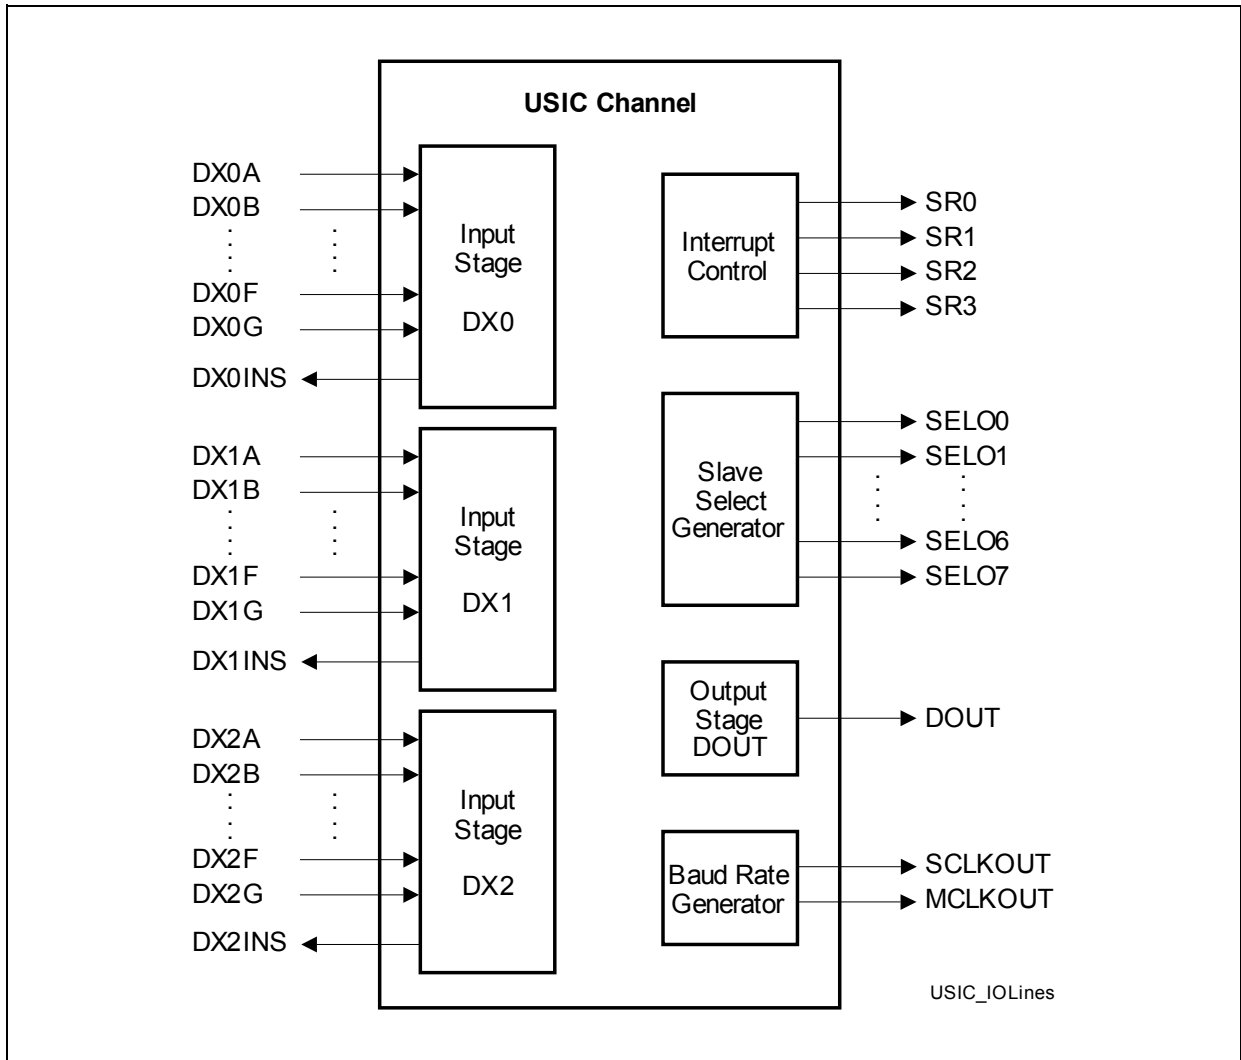 USIC Channel
DX0A
DX0B
DX0F
DX0G
DX0INS
Input
Stage
DX0
DX1A
DX1B
DX1F
DX1G
DX1INS
Input
Stage
DX1
DX2A
DX2B
DX2F
DX2G
DX2INS
Input
Stage
DX2
Interrupt
Control
SR0
SR1
SR2
SR3
Slave
Select
Generator
SELO0
SELO1
SELO6
SELO7
Output
Stage
DOUT
DOUT
Baud Rate
Generator
SCLKOUT
MCLKOUT
USIC_IOLines